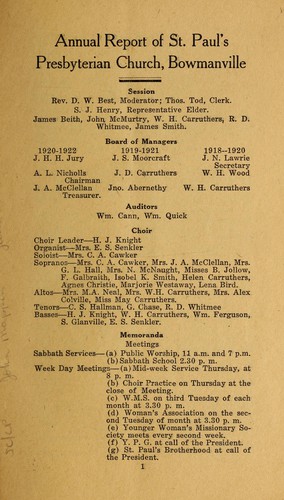 Annual Report of St. Paul's
Presbyterian Church, Bowmanville
Session
Rev. D. W. Best, Moderator; Thos. Tod, Clerk.
S. J. Henry, Representative Elder.
James Beith, John McMurtry, W. H. Carruthers, R. D.
Whitmee, James Smith.
Board of Managers
1920-1922 1919-1921 1918--1920
J. H. H. Jury J. S. Moorcraft J. N. Lawrie
Secretary
A. L. Nicholls J. D. Carruthers W. H. Wood
Chairman
J. A. McClellan Jno. Abernethy W. H. Carruthers
Treasurer.
Auditors
Wm. Cann, Wm. Quick
Choir
Choir Leader—H. J. Knight
Organist—Mrs. E. S. Senkler
Soloist—Mrs. C. A. Cawker
Sopranos—Mrs. C. A. Cawker, Mrs. J. A. McClellan, Mrs.
G. L. Hall, Mrs. N. McNaught, Misses B. Jollow,
F. Galbraith, Isobel K. Smith, Helen Carruthers,
Agnes Christie, Marjorie Westaway, Lena Bird.
Altos—Mrs. M.A. Neal, Mrs. W.H. Carruthers, Mrs. Alex
Colville, Miss May Carruthers.
Tenors—C. S. Hallman, G. Chase, R. D. Whitmee
Basses—H. J. Knight, W. H. Carruthers, Wm. Ferguson,
S. Glanville, E. S. Senkler.
Memoranda
Meetings
Sabbath Services—(a) Public Worship, 11 a.m. and 7 p.m.
(b) Sabbath School 2.30 p. m.
Week Day Meetings—(a) Mid-week Service Thursday, at
8 p. m.
(b) Choir Practice on Thursday at the
close of Meeting.
(c) W.M.S. on third Tuesday of each
month at 3.30 p. m.
(d) Woman's Association on the sec-
ond Tuesday of month at 3.30 p. m.
(e) Younger Woman's Missionary So-
ciety meets every second week.
(f) Y. P. G. at call of the President.
(g) St. Paul's Brotherhood at call of
the President.
1